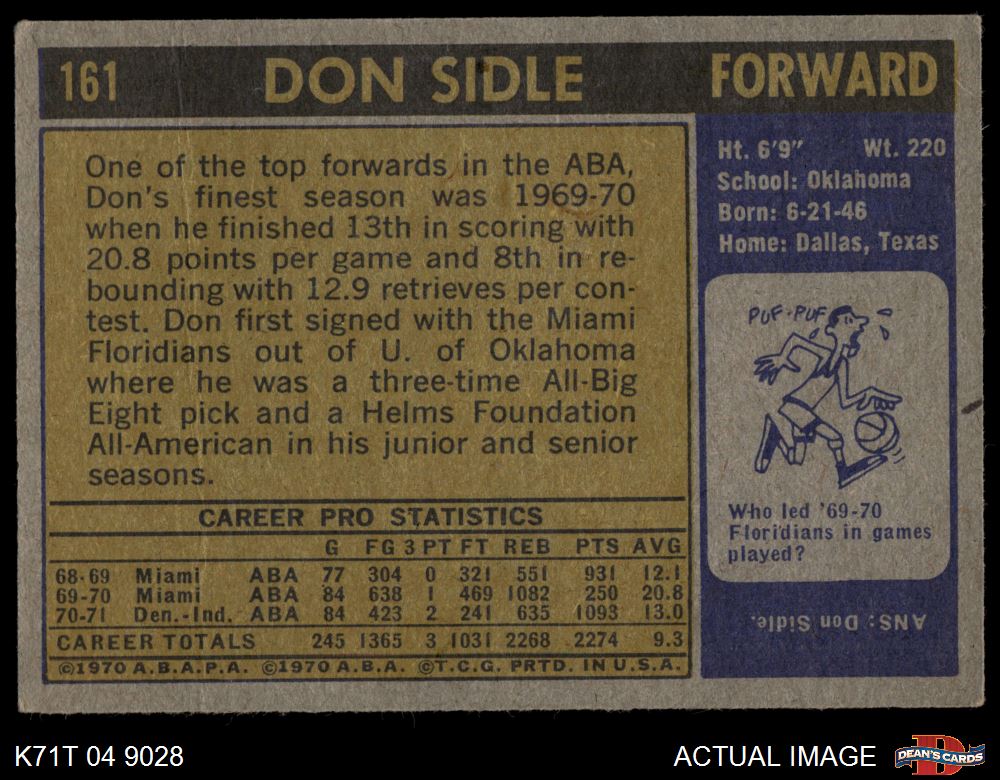 161 DON SIDLE FORWARD
One of the top forwards in the ABA,
Don's finest season was 1969-70
when he finished 13th in scoring with
20.8 points per game and 8th in re-
bounding with 12.9 retrieves per con-
test. Don first signed with the Miami
Floridians out of U. of Oklahoma
where he was a three-time All-Big
Eight pick and a Helms Foundation
All-American in his junior and senior
seasons.
CAREER PRO STATISTICS
G FG 3 PT FT REB PTS AVG
68-69 Miami ABA 77 304 0 321 551 931 12.1
69-70 Miami ABA 84 638 1 469 1082 250 20.8
70-71 Den.-Ind. ABA 84 423 2 241 635 1093 13.0
CAREER TOTALS 245 1365 3 1031 2268 2274 9.3
©1970 A.B.A.P.A. ©1970 A.B.A. ©T.C.G. PRTD. IN U.S.A.
Ht. 6'9" Wt. 220
School: Oklahoma
Born: 6-21-46
Home: Dallas, Texas
PUF-PUF
Who led '69-70
Floridians in games
played?
ANS: Don Sidle.
K71T 04 9028 ACTUAL IMAGE
D
DEAN'S CARDS